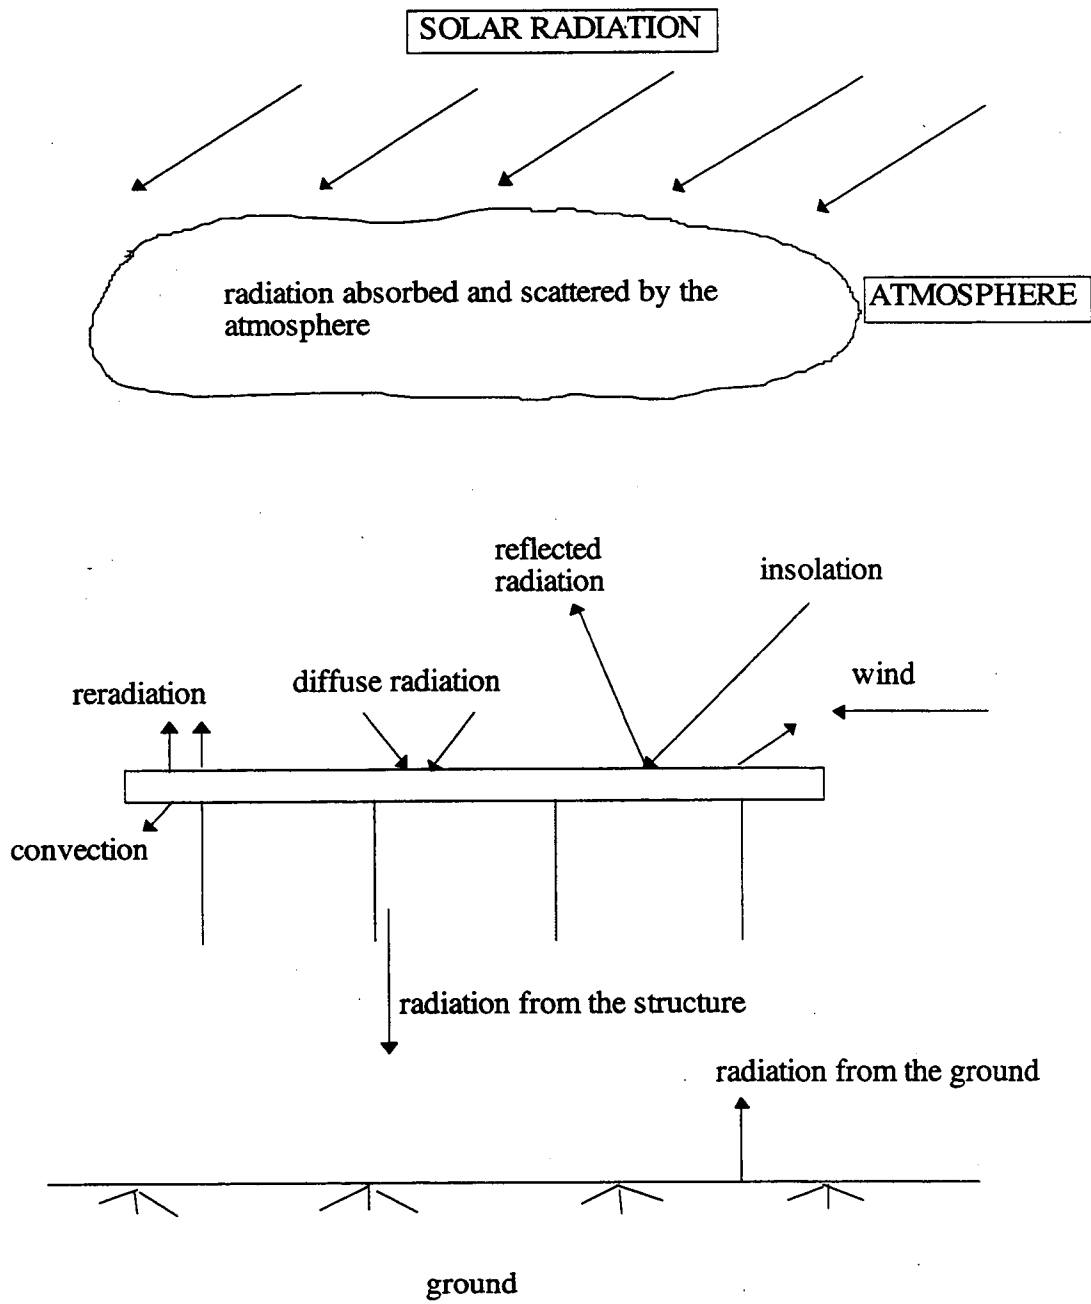 SOLAR RADIATION
radiation absorbed and scattered by the
atmosphere
ATMOSPHERE
reflected
radiation
insolation
wind
diffuse radiation
reradiation
convection
radiation from the structure
radiation from the ground
ground